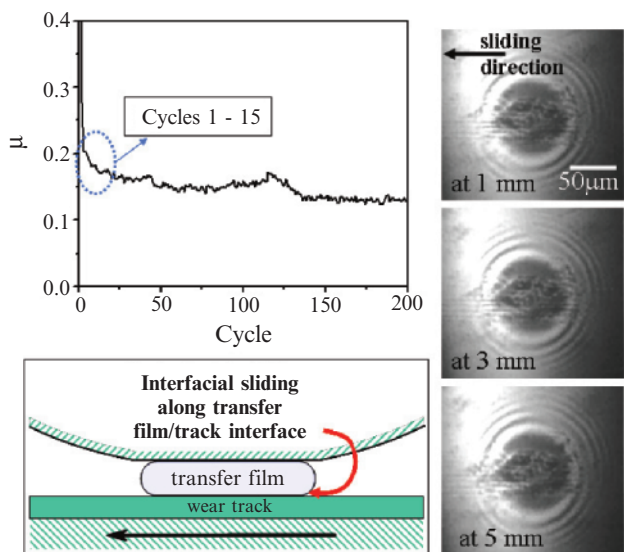 0.4
0.3
0.2
0.1
0.0
μ
Cycles 1 - 15
0
50
100
150
200
Cycle
sliding
direction
50μm
at 1 mm
at 3 mm
at 5 mm
Interfacial sliding
along transfer
film/track interface
transfer film
wear track